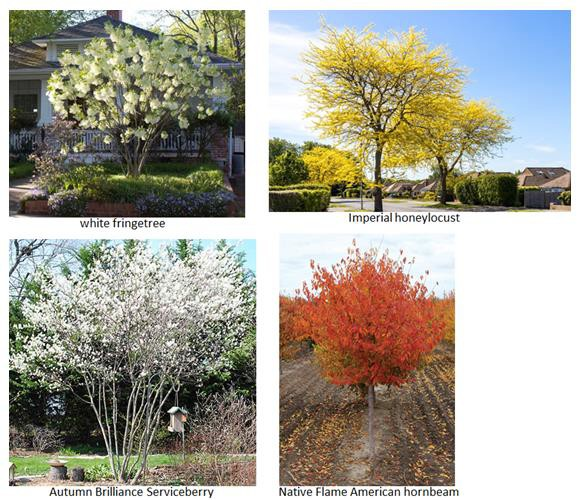 white fringetree
Imperial honeylocust
Autumn Brilliance Serviceberry
Native Flame American hornbeam